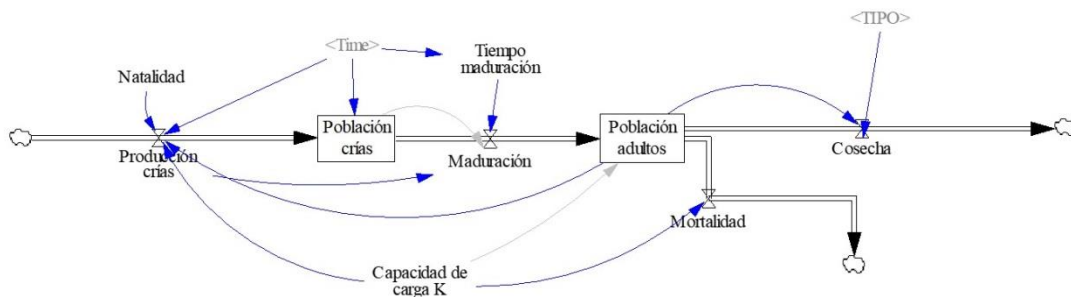 <TIPO>
<Time>
Tiempo
maduración
Natalidad
Población
crías
Población
adultos
Producción
crías
Maduración
Cosecha
Mortalidad
Capacidad de
carga K